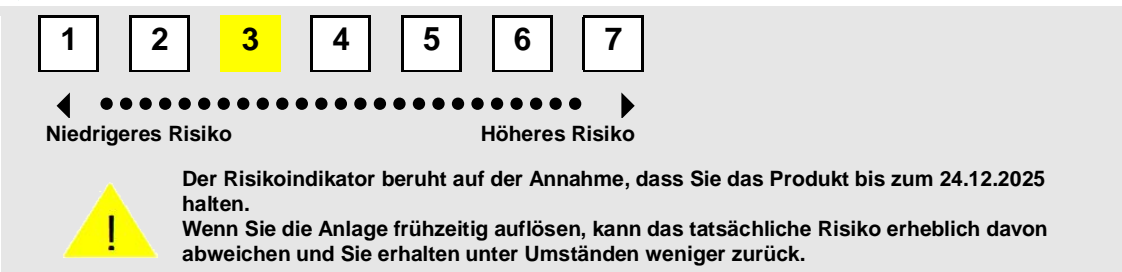 1 2 3 4 5 6 7
Niedrigeres Risiko Höheres Risiko
Der Risikoindikator beruht auf der Annahme, dass Sie das Produkt bis zum 24.12.2025
halten.
Wenn Sie die Anlage frühzeitig auflösen, kann das tatsächliche Risiko erheblich davon
abweichen und Sie erhalten unter Umständen weniger zurück.
!